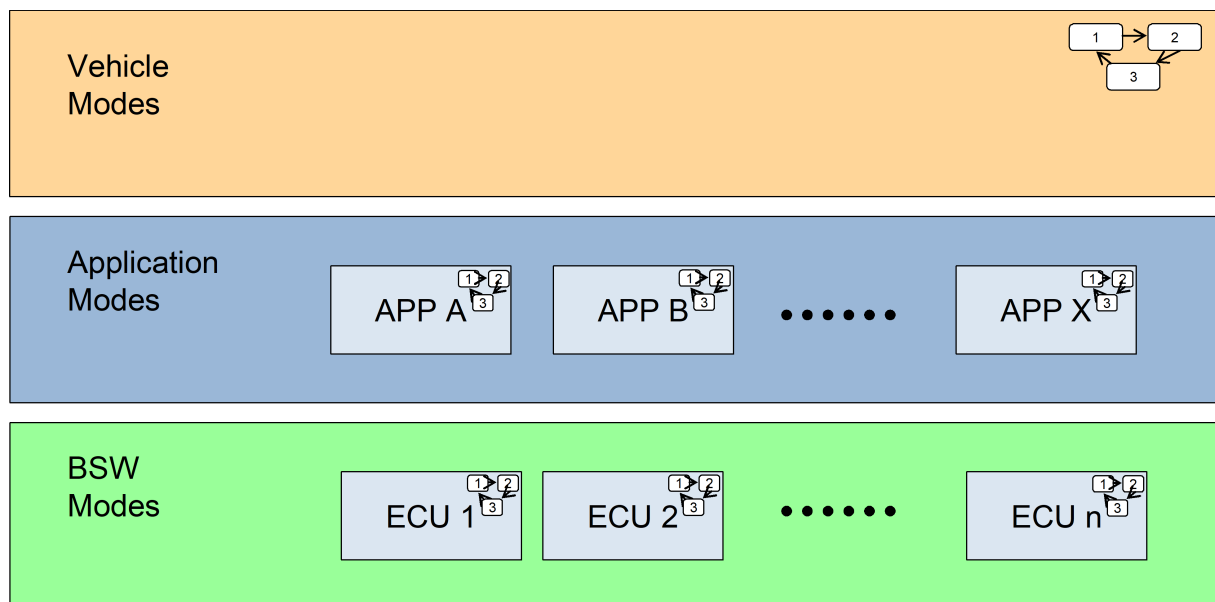 Vehicle
Modes
1 2
3
Application
Modes
APP A
1 2
3
APP B
1 2
3
APP X
1 2
3
BSW
Modes
ECU 1
1 2
3
ECU 2
1 2
3
ECU n
1 2
3